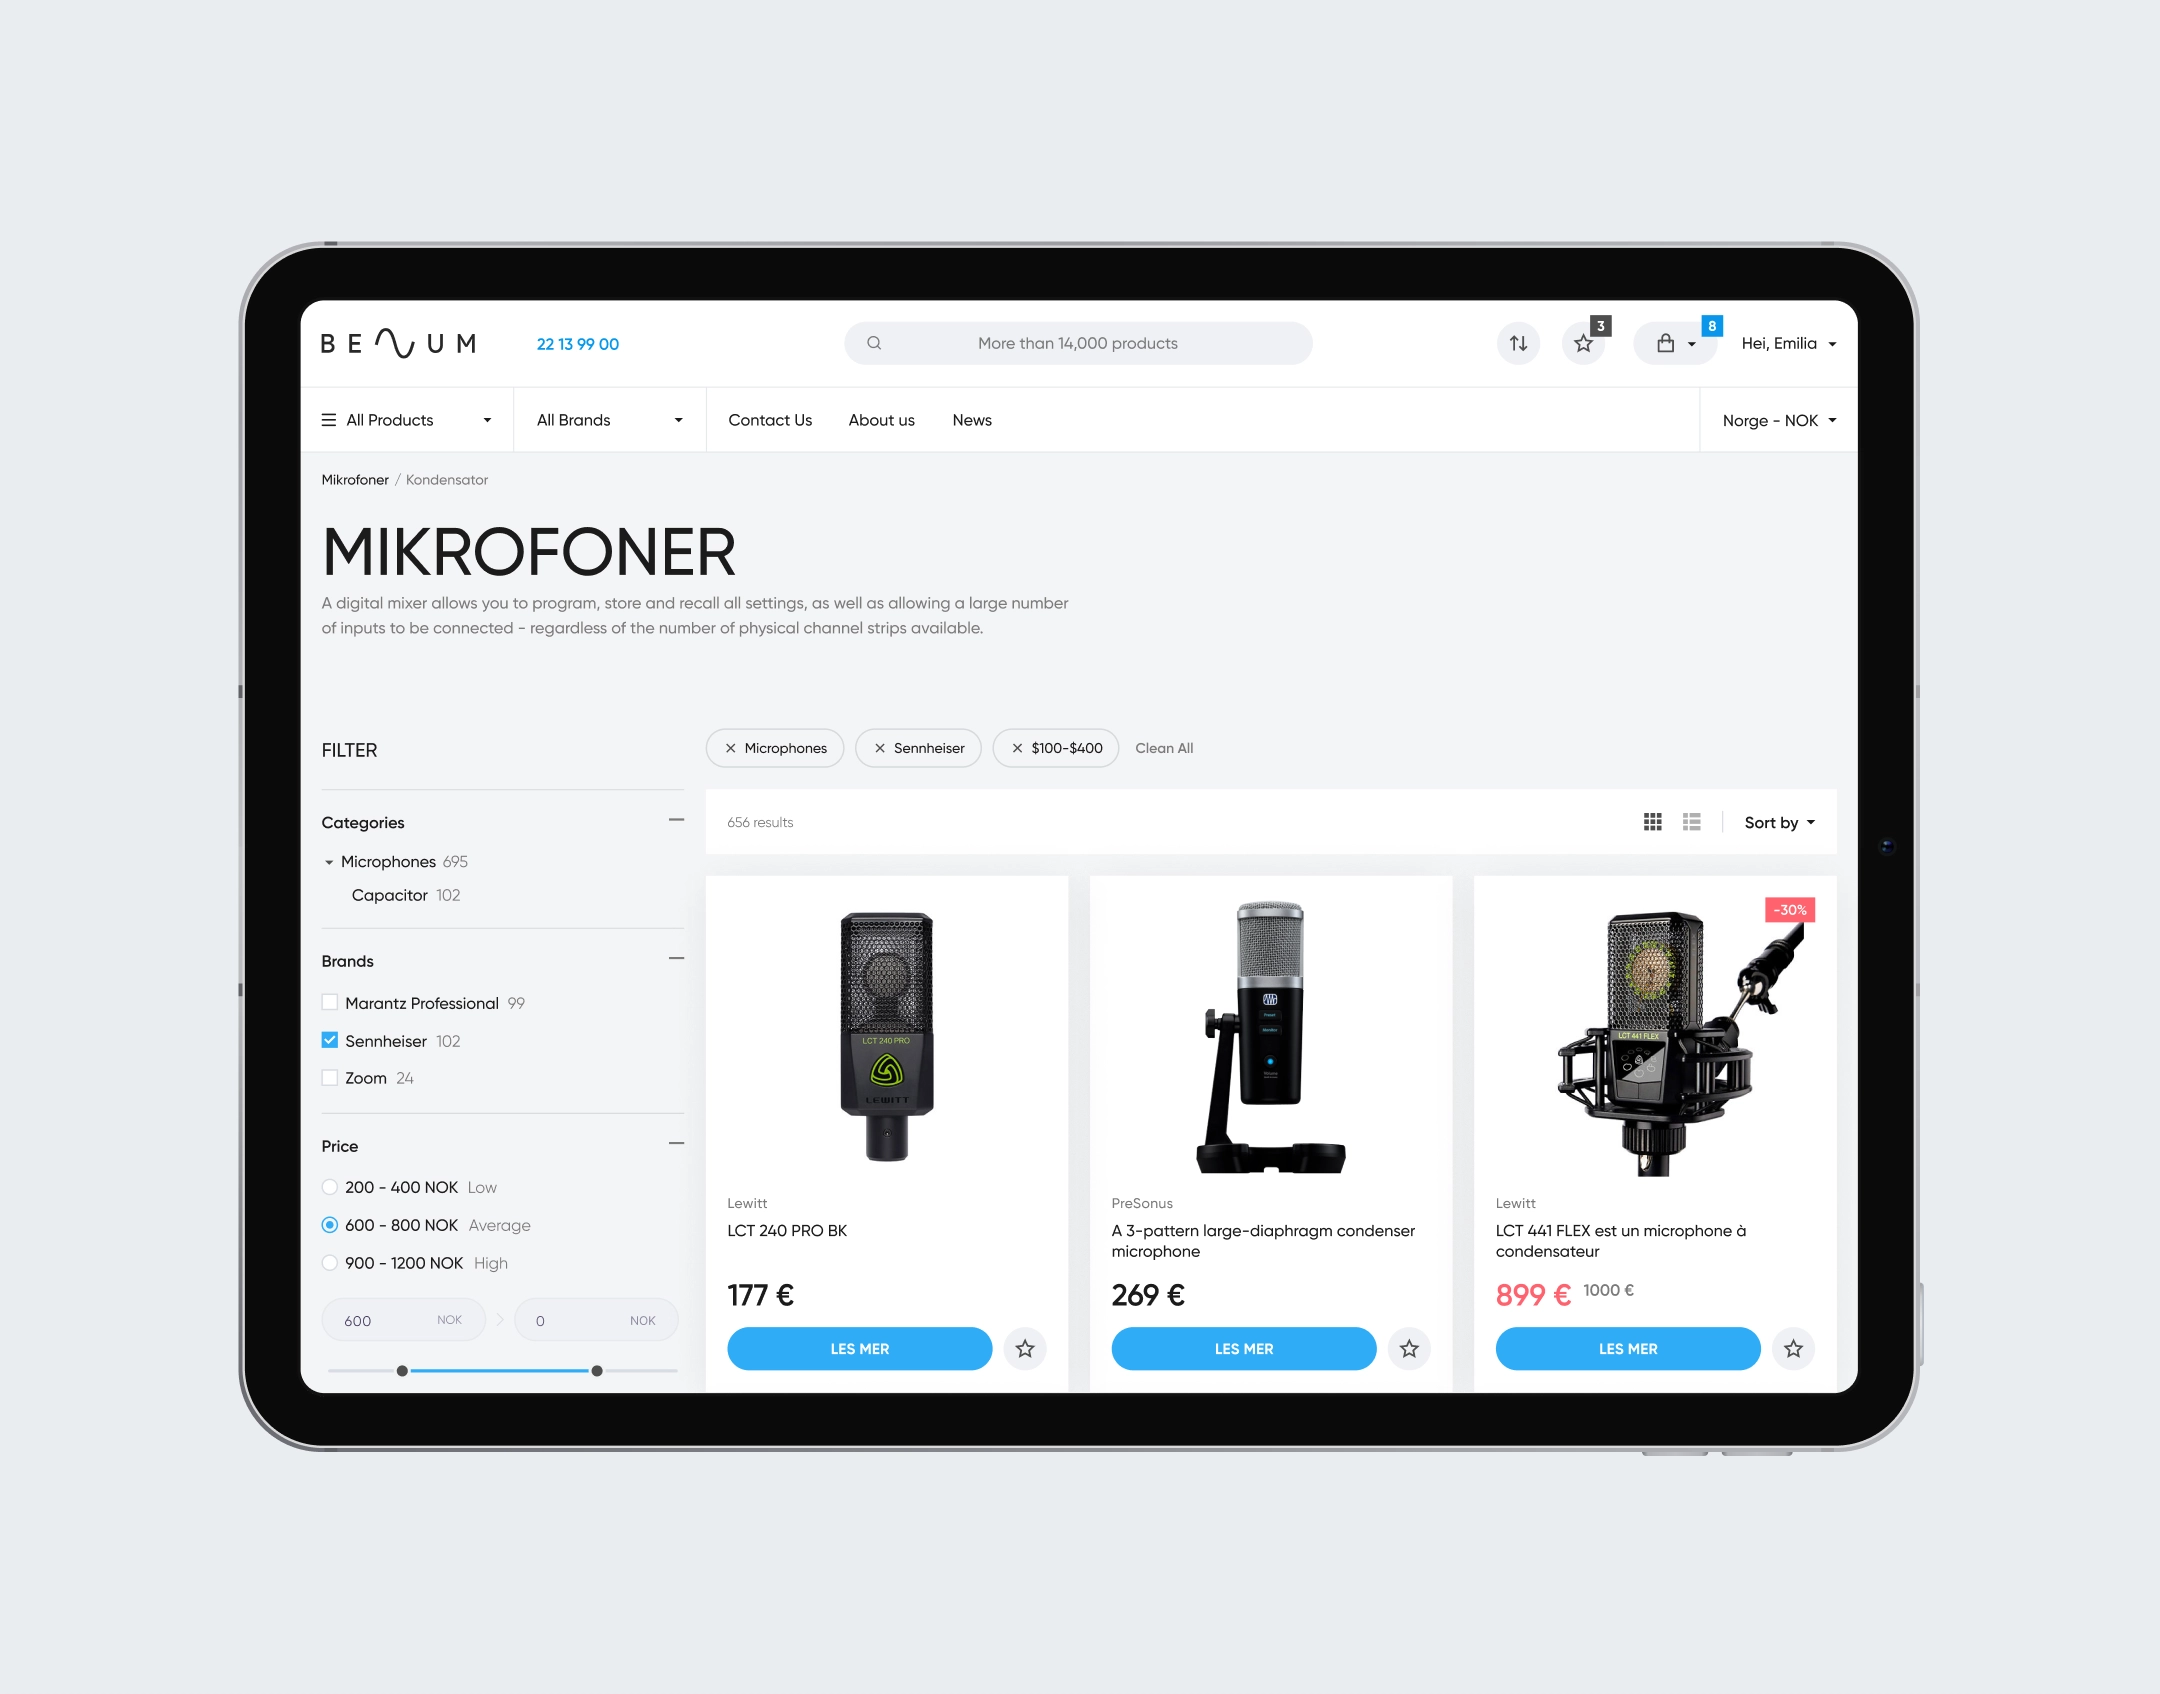 BE UM
22 13 99 00
More than 14,000 products
3
8
Hei, Emilia
All Products
All Brands
Contact Us
About us
News
Norge - NOK
Mikrofoner / Kondensator
MIKROFONER
A digital mixer allows you to program, store and recall all settings, as well as allowing a large number
of inputs to be connected - regardless of the number of physical channel strips available.
FILTER
Microphones
Sennheiser
$100-$400
Clean All
656 results
Sort by
Categories
Microphones 695
Capacitor 102
Brands
Marantz Professional 99
Sennheiser 102
Zoom 24
Price
200 - 400 NOK Low
600 - 800 NOK Average
900 - 1200 NOK High
600 NOK
0 NOK
LCT 240 PRO
LEWITT
Lewitt
LCT 240 PRO BK
177 €
LES MER
Preset
Monitor
PreSonus
A 3-pattern large-diaphragm condenser
microphone
269 €
LES MER
-30%
LCT 441 FLEX
Lewitt
LCT 441 FLEX est un microphone à
condensateur
899 € 1000 €
LES MER